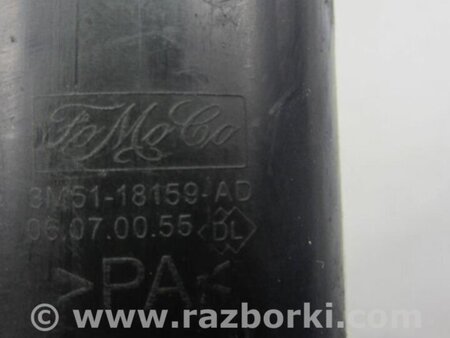 FoMoCo
3M51-18159-AD
06.07.00.55 DL
>PA<
© www.razborki.com